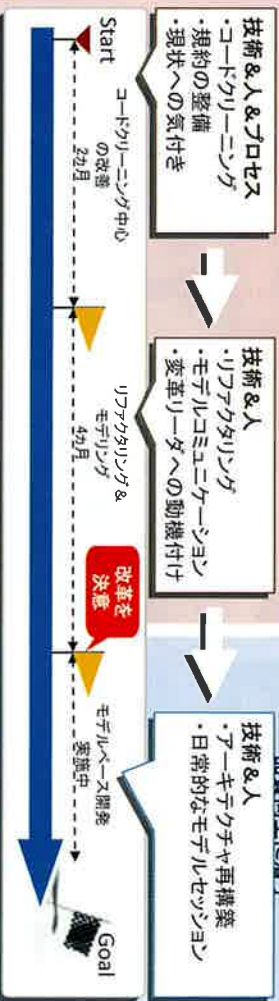 技術&人&プロセス
・コードクリーニング
・規約の整備
・現状への気付き
技術&人
・リファクタリング
・モデルコミュニケーション
・変革リーダへの動機付け
技術&人
・アーキテクチャ再構築
・日常的なモデルセッション
Start
コードクリーニング中心
の改善
2カ月
リファクタリング&
モデリング
4カ月
改革を
決意
モデルベース開発
実施中
Goal